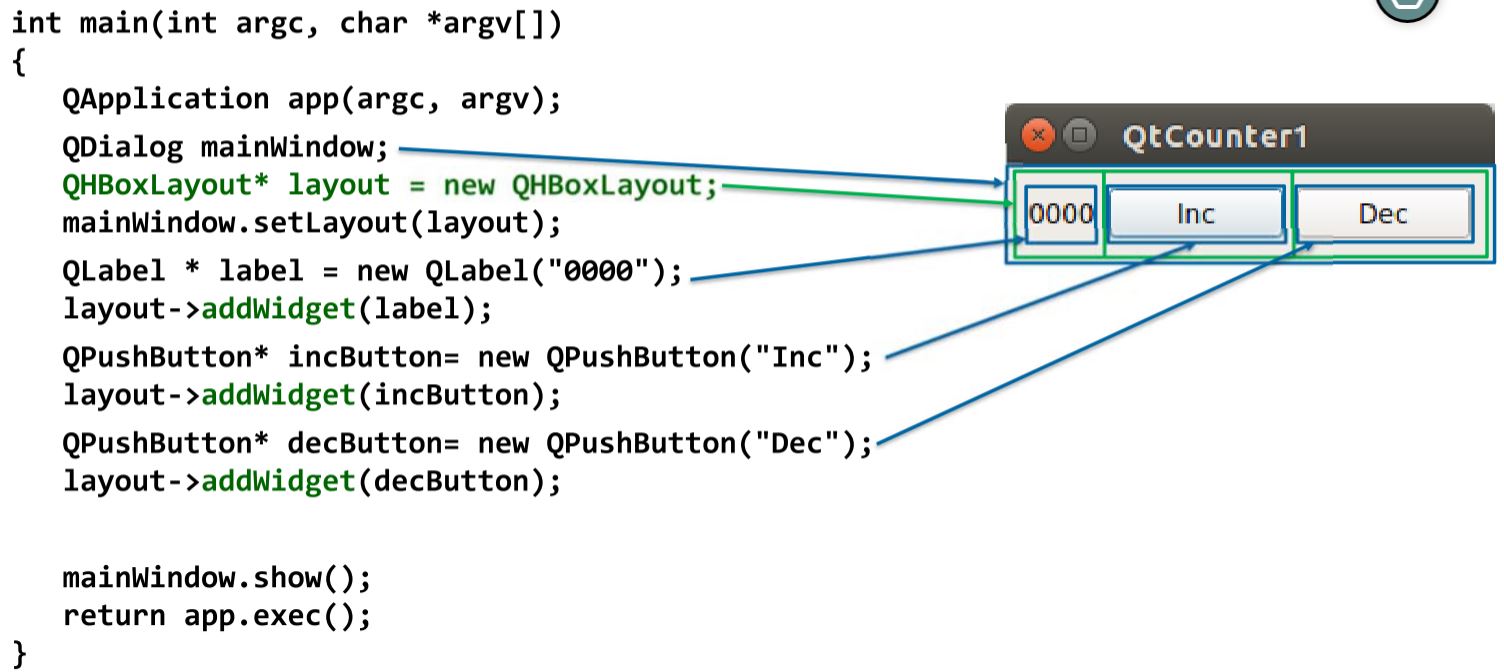 int main(int argc, char *argv[])
{
QApplication app(argc, argv);
QDialog mainWindow;
QHBoxLayout* layout = new QHBoxLayout;
mainWindow.setLayout(layout);
QLabel * label = new QLabel("0000");
layout->addWidget(label);
QPushButton* incButton= new QPushButton("Inc");
layout->addWidget(incButton);
QPushButton* decButton= new QPushButton("Dec");
layout->addWidget(decButton);
mainWindow.show();
return app.exec();
}
QtCounter1
0000 Inc Dec